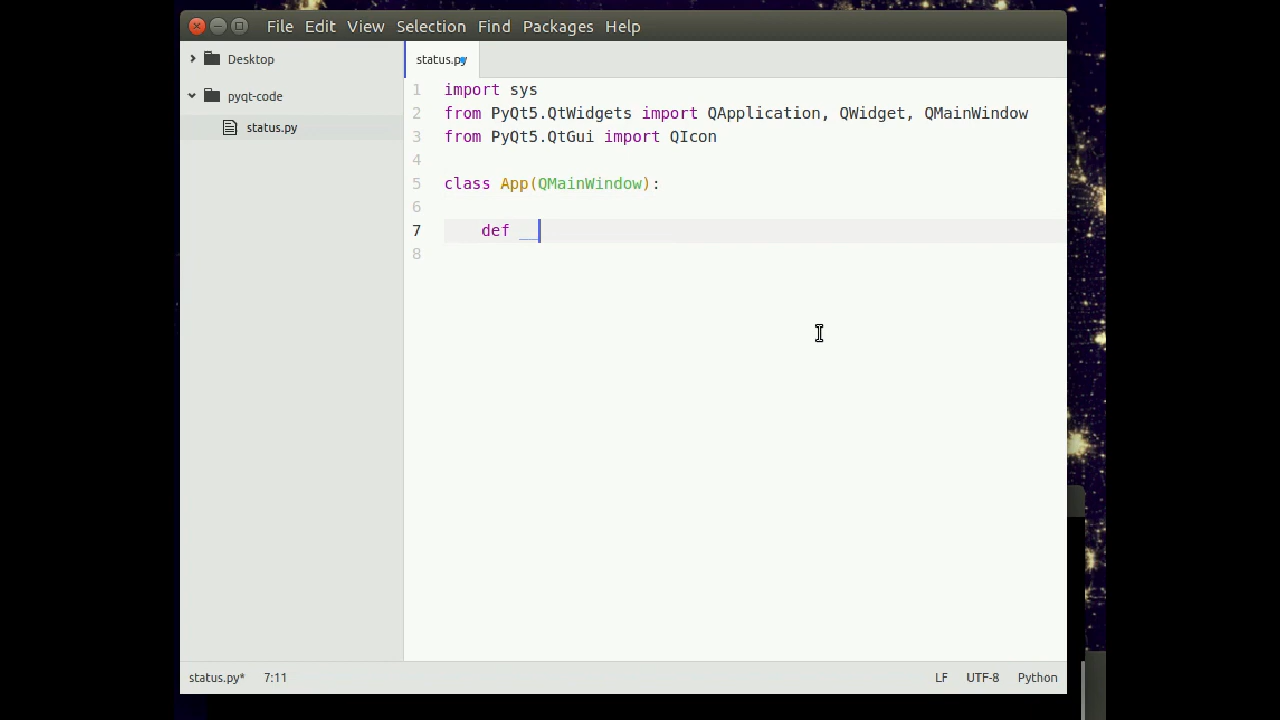 File Edit View Selection Find Packages Help
Desktop
pyqt-code
status.py
status.py
1 import sys
2 from PyQt5.QtWidgets import QApplication, QWidget, QMainWindow
3 from PyQt5.QtGui import QIcon
4
5 class App(QMainWindow):
6
7 def __
8
status.py* 7:11 LF UTF-8 Python